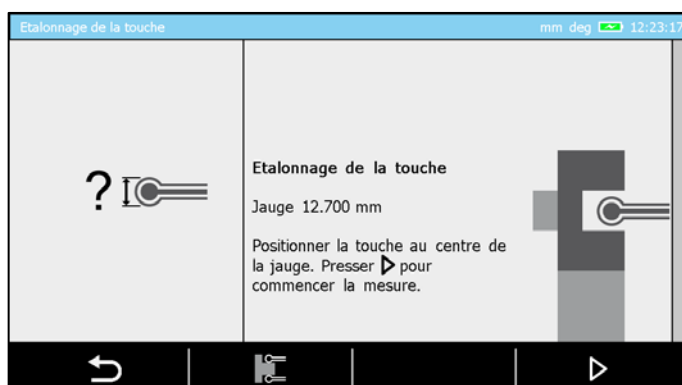 Etalonnage de la touche
mm deg 12:23:17
?
Etalonnage de la touche
Jauge 12.700 mm
Positionner la touche au centre de
la jauge. Presser pour
commencer la mesure.